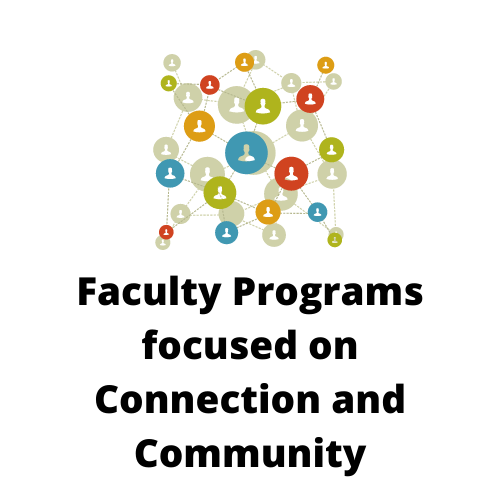 Faculty Programs
focused on
Connection and
Community